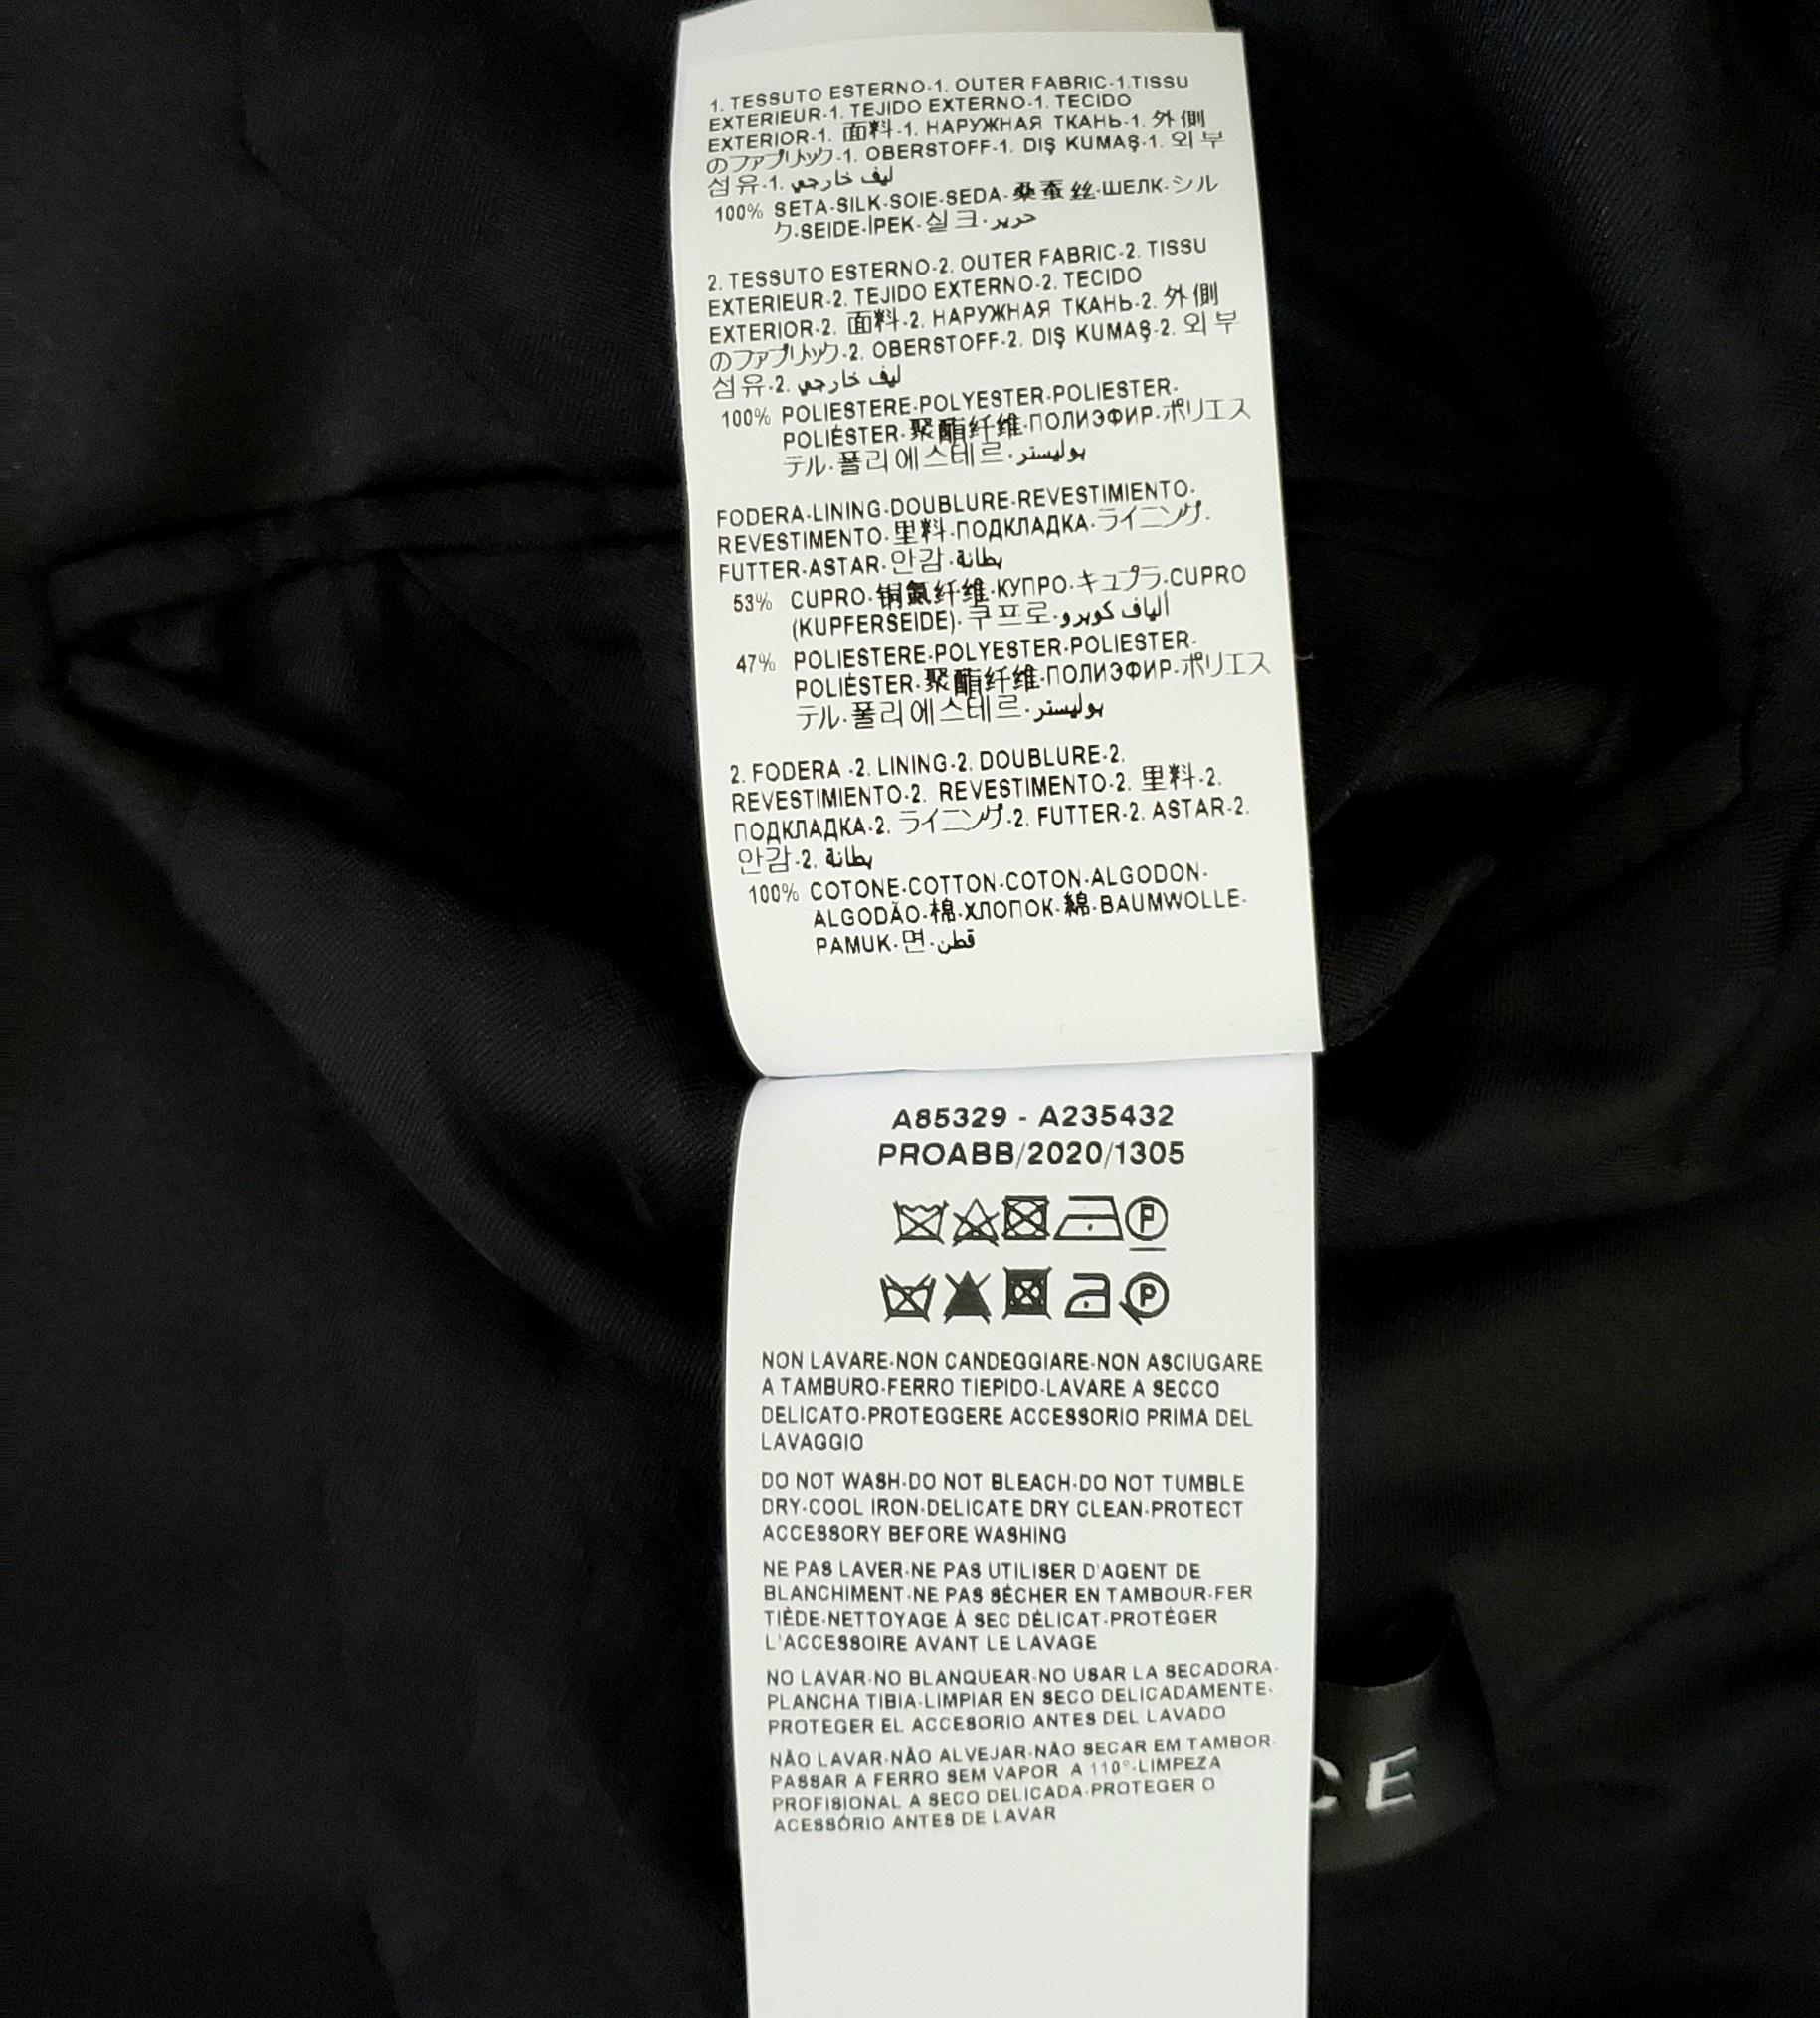 1. TESSUTO ESTERNO-1. OUTER FABRIC-1.TISSU
EXTERIEUR-1. TEJIDO EXTERNO-1. TECIDO
EXTERIOR-1. 面料-1. НАРУЖНАЯ ТКАНЬ-1. 外側
のファブリック-1. OBERSTOFF-1. DIŞ KUMAŞ-1. 외부
섬유-1. ليف خارجي
100% SETA-SILK-SOIE-SEDA-桑蚕丝-ШЕЛК-シル
ク-SEIDE-İPEK-실크-حرير
2. TESSUTO ESTERNO-2. OUTER FABRIC-2. TISSU
EXTERIEUR-2. TEJIDO EXTERNO-2. TECIDO
EXTERIOR-2. 面料-2. НАРУЖНАЯ ТКАНЬ-2. 外側
のファブリック-2. OBERSTOFF-2. DIŞ KUMAŞ-2. 외부
섬유-2. ليف خارجي
100% POLIESTERE-POLYESTER-POLIESTER-
POLIÉSTER-聚酯纤维-ПОЛИЭФИР-ポリエス
テル-폴리에스테르-بوليستر
FODERA-LINING-DOUBLURE-REVESTIMIENTO-
REVESTIMENTO-里料-ПОДКЛАДКА-ライニング-
FUTTER-ASTAR-안감-بطانة
53% CUPRO-铜氨纤维-КУПРО-キュプラ-CUPRO
(KUPFERSEIDE)-쿠프로-ألياف كوبرو
47% POLIESTERE-POLYESTER-POLIESTER-
POLIÉSTER-聚酯纤维-ПОЛИЭФИР-ポリエス
テル-폴리에스테르-بوليستر
2. FODERA -2. LINING-2. DOUBLURE-2.
REVESTIMIENTO-2. REVESTIMENTO-2. 里料-2.
ПОДКЛАДКА-2. ライニング-2. FUTTER-2. ASTAR-2.
안감-2. بطانة
100% COTONE-COTTON-COTON-ALGODON-
ALGODÃO-棉-ХЛОПОК-綿-BAUMWOLLE-
PAMUK-면-قطن
A85329 - A235432
PROABB/2020/1305
P
P
NON LAVARE-NON CANDEGGIARE-NON ASCIUGARE
A TAMBURO-FERRO TIEPIDO-LAVARE A SECCO
DELICATO-PROTEGGERE ACCESSORIO PRIMA DEL
LAVAGGIO
DO NOT WASH-DO NOT BLEACH-DO NOT TUMBLE
DRY-COOL IRON-DELICATE DRY CLEAN-PROTECT
ACCESSORY BEFORE WASHING
NE PAS LAVER-NE PAS UTILISER D'AGENT DE
BLANCHIMENT-NE PAS SÉCHER EN TAMBOUR-FER
TIÈDE-NETTOYAGE À SEC DÉLICAT-PROTÉGER
L'ACCESSOIRE AVANT LE LAVAGE
NO LAVAR-NO BLANQUEAR-NO USAR LA SECADORA-
PLANCHA TIBIA-LIMPIAR EN SECO DELICADAMENTE-
PROTEGER EL ACCESORIO ANTES DEL LAVADO
NÃO LAVAR-NÃO ALVEJAR-NÃO SECAR EM TAMBOR-
PASSAR A FERRO SEM VAPOR A 110°-LIMPEZA
PROFISIONAL A SECO DELICADA-PROTEGER O
ACESSÓRIO ANTES DE LAVAR